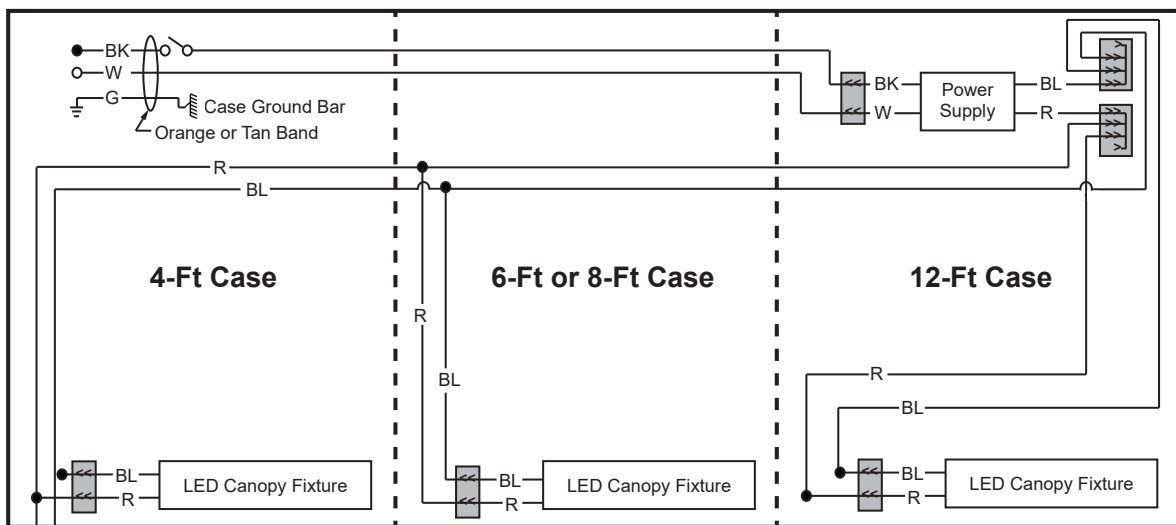 BK
W
G
Case Ground Bar
Orange or Tan Band
BK
W
Power
Supply
BL
R
R
BL
4-Ft Case
6-Ft or 8-Ft Case
12-Ft Case
R
BL
R
BL
BL
R
LED Canopy Fixture
BL
R
LED Canopy Fixture
BL
R
LED Canopy Fixture